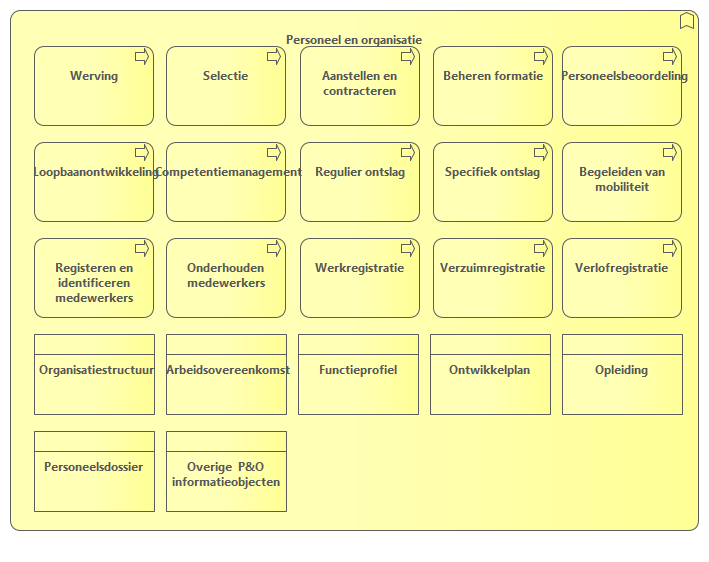 Personeel en organisatie
Werving
Selectie
Aanstellen en
contracteren
Beheren formatie
Personeelsbeoordeling
Loopbaanontwikkeling
Competentiemanagement
Regulier ontslag
Specifiek ontslag
Begeleiden van
mobiliteit
Registeren en
identificeren
medewerkers
Onderhouden
medewerkers
Werkregistratie
Verzuimregistratie
Verlofregistratie
Organisatiestructuur
Arbeidsovereenkomst
Functieprofiel
Ontwikkelplan
Opleiding
Personeelsdossier
Overige P&O
informatieobjecten